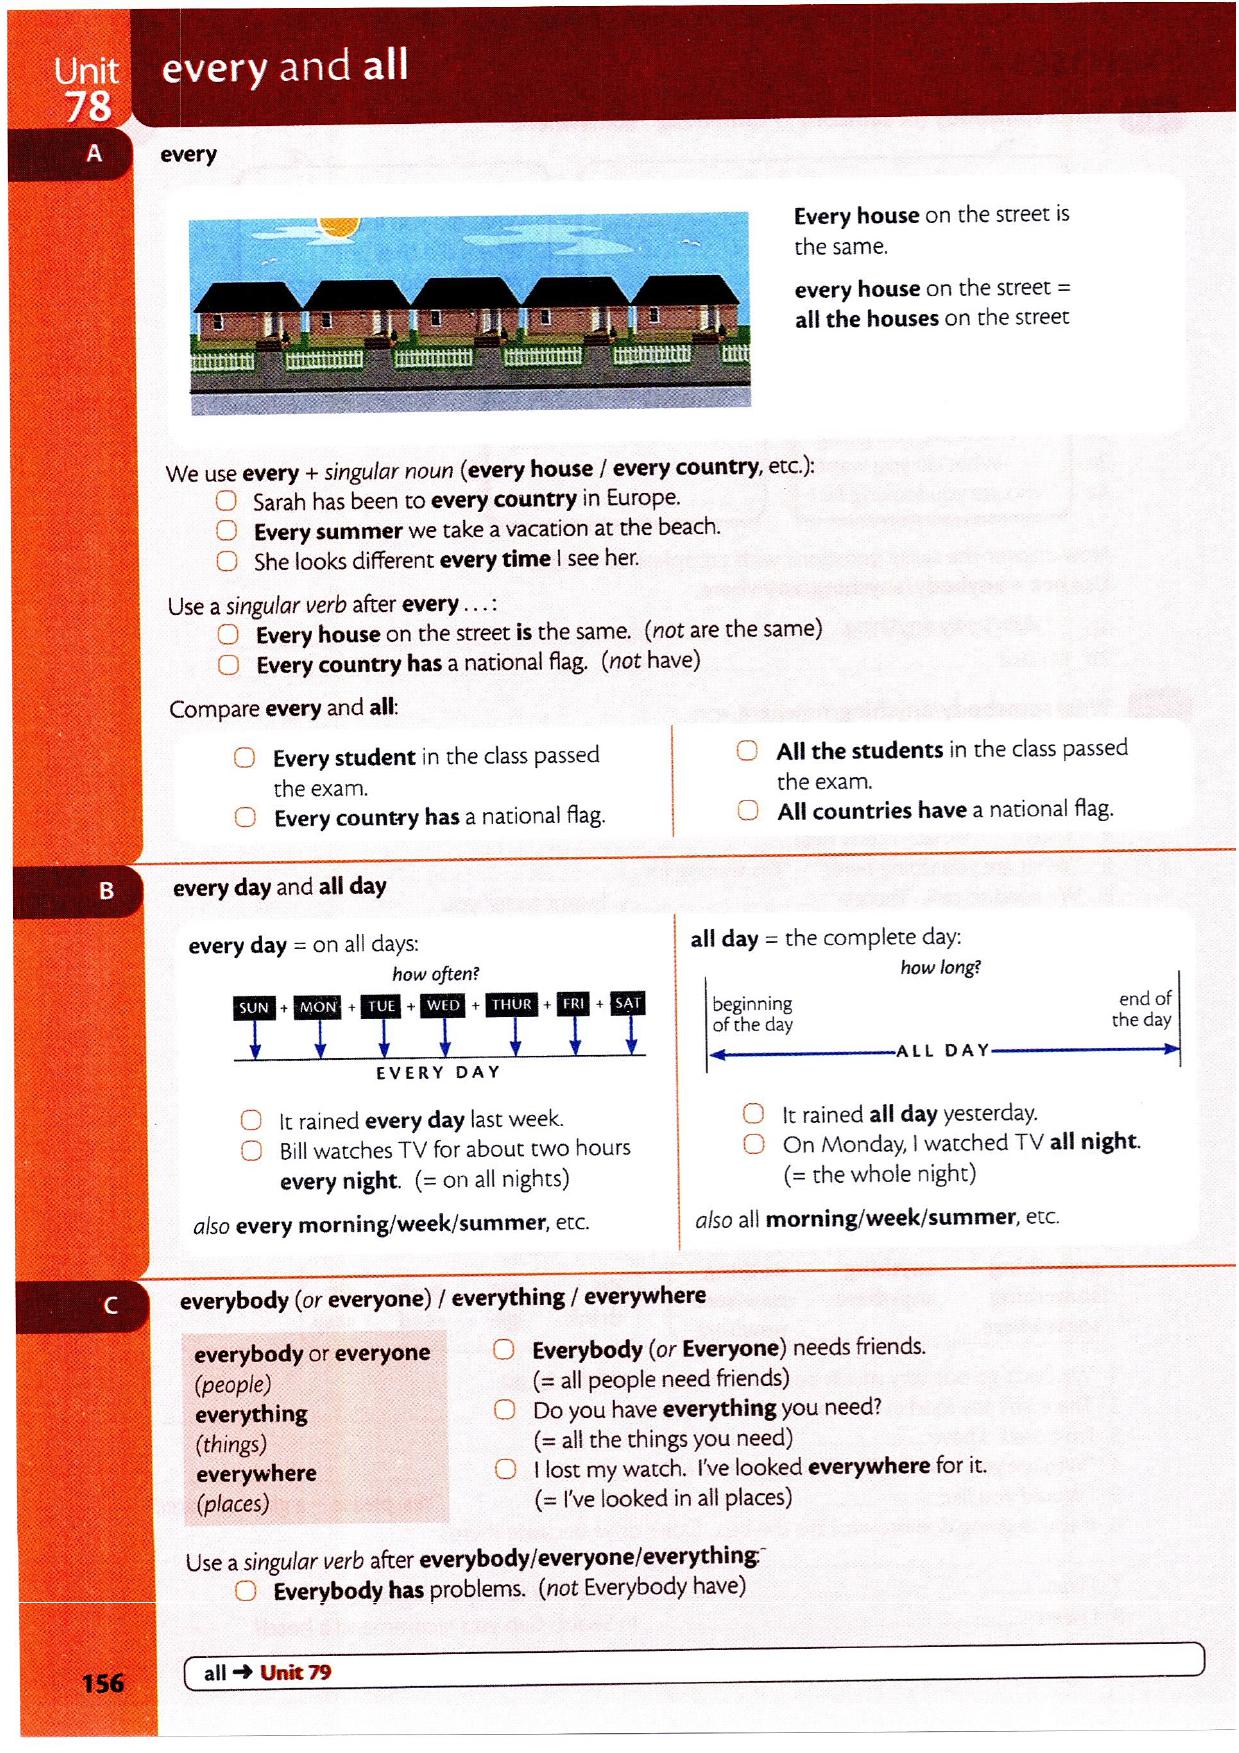 Unit
78
every and all
A
every
Every house on the street is
the same.
every house on the street =
all the houses on the street
We use every + singular noun (every house / every country, etc.):
Sarah has been to every country in Europe.
Every summer we take a vacation at the beach.
She looks different every time I see her.
Use a singular verb after every ...:
Every house on the street is the same. (not are the same)
Every country has a national flag. (not have)
Compare every and all:
Every student in the class passed
the exam.
Every country has a national flag.
All the students in the class passed
the exam.
All countries have a national flag.
B
every day and all day
every day = on all days:
how often?
SUN + MON + TUE + WED + THUR + FRI + SAT
EVERY DAY
It rained every day last week.
Bill watches TV for about two hours
every night. (= on all nights)
also every morning/week/summer, etc.
all day = the complete day:
how long?
beginning
of the day
end of
the day
ALL DAY
It rained all day yesterday.
On Monday, I watched TV all night.
(= the whole night)
also all morning/week/summer, etc.
C
everybody (or everyone) / everything / everywhere
everybody or everyone
(people)
everything
(things)
everywhere
(places)
Everybody (or Everyone) needs friends.
(= all people need friends)
Do you have everything you need?
(= all the things you need)
I lost my watch. I've looked everywhere for it.
(= I've looked in all places)
Use a singular verb after everybody/everyone/everything:
Everybody has problems. (not Everybody have)
156
all → Unit 79